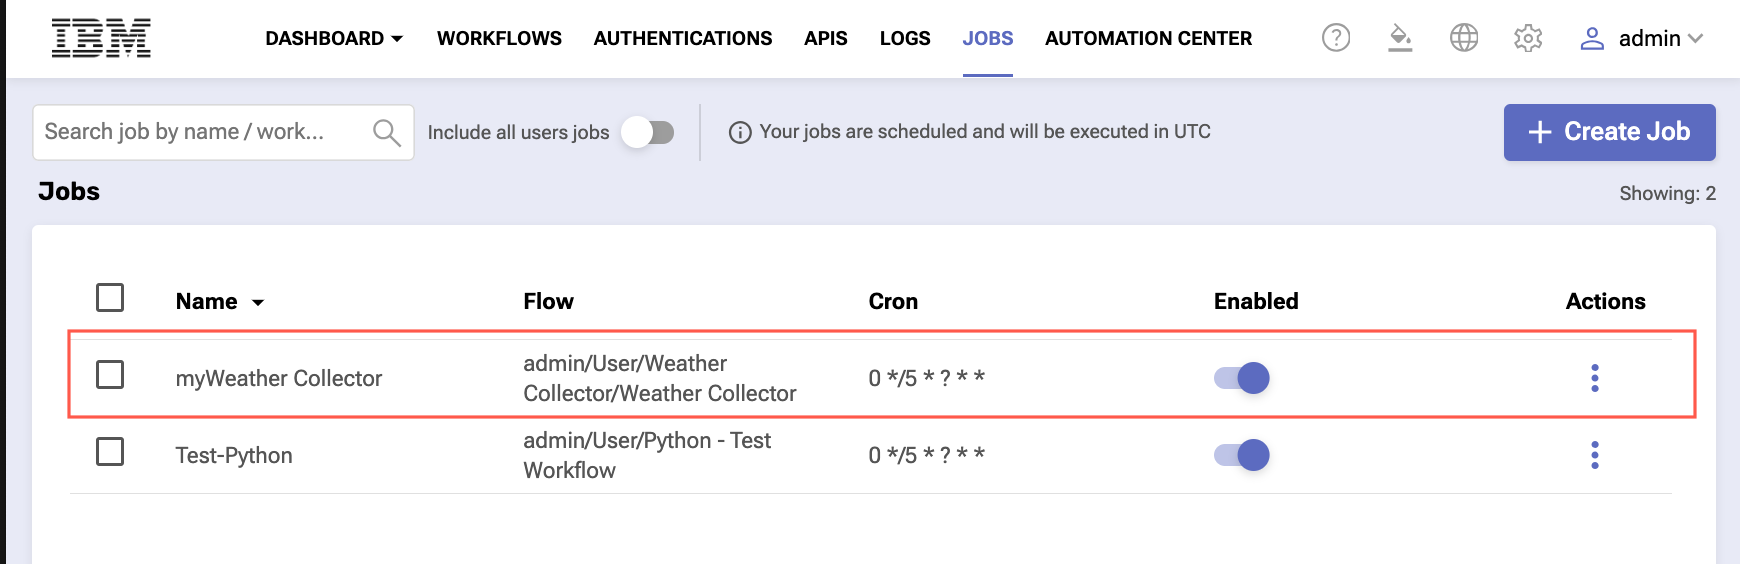 IBM DASHBOARD WORKFLOWS AUTHENTICATIONS APIS LOGS JOBS AUTOMATION CENTER admin
Search job by name / work... Include all users jobs Your jobs are scheduled and will be executed in UTC + Create Job
Jobs Showing: 2
Name Flow Cron Enabled Actions
myWeather Collector admin/User/Weather Collector/Weather Collector 0 */5 * ? * *
Test-Python admin/User/Python - Test Workflow 0 */5 * ? * *